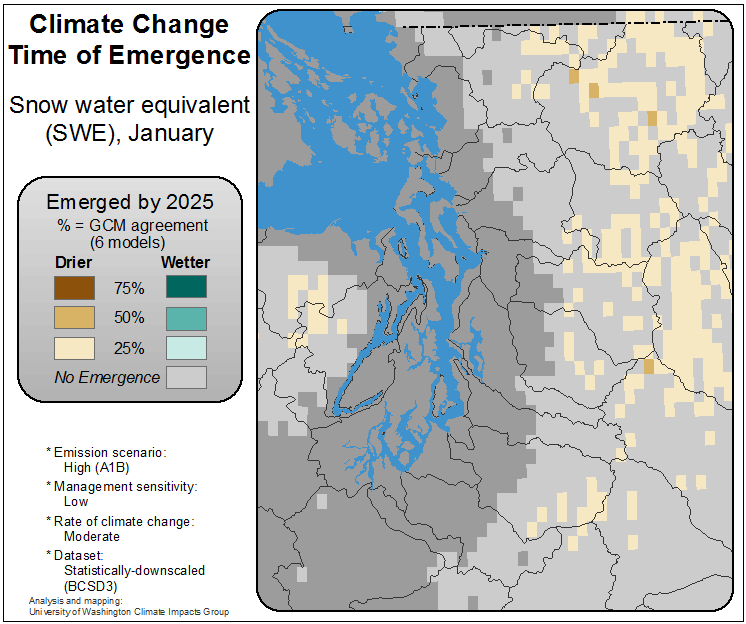 Climate Change
Time of Emergence
Snow water equivalent
(SWE), January
Emerged by 2025
% = GCM agreement
(6 models)
Drier Wetter
75%
50%
25%
No Emergence
* Emission scenario:
High (A1B)
* Management sensitivity:
Low
* Rate of climate change:
Moderate
* Dataset:
Statistically-downscaled
(BCSD3)
Analysis and mapping:
University of Washington Climate Impacts Group